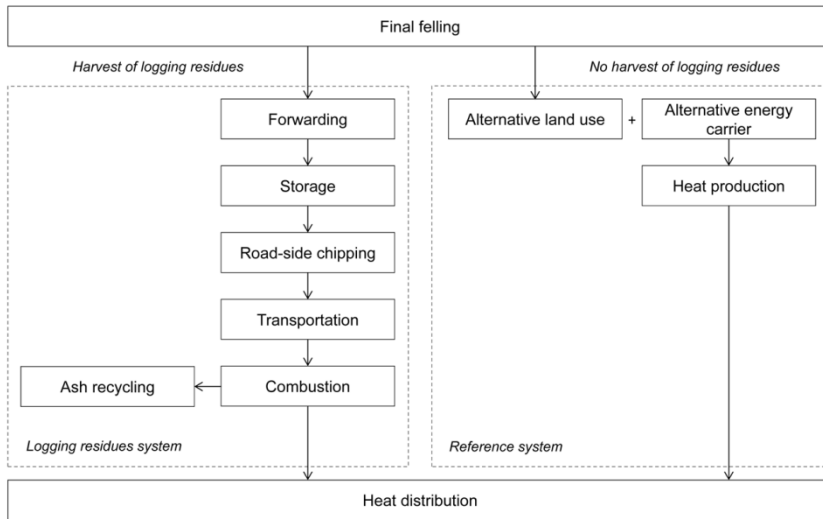 Final felling
Harvest of logging residues
No harvest of logging residues
Forwarding
Storage
Road-side chipping
Transportation
Ash recycling
Combustion
Logging residues system
Alternative land use
+
Alternative energy
carrier
Heat production
Reference system
Heat distribution